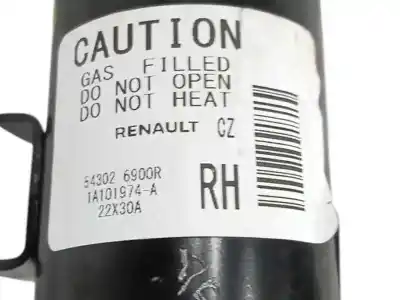 CAUTION
GAS FILLED
DO NOT OPEN
DO NOT HEAT
RENAULT CZ
54302 6900R
1A101974-A
22X30A
RH